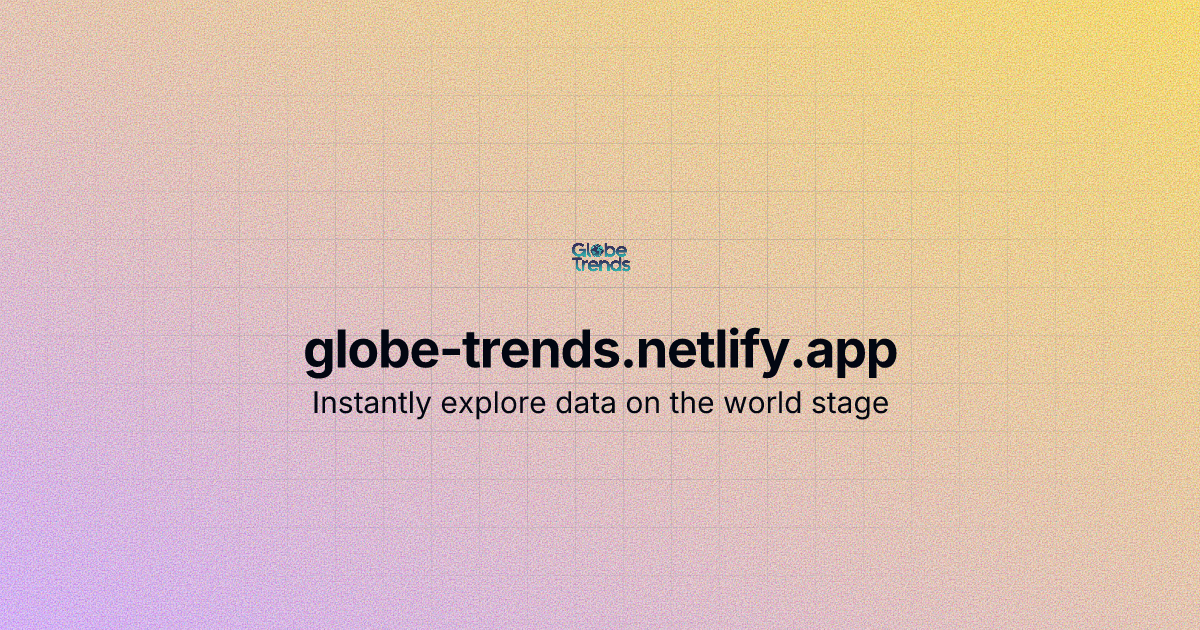 Globe
Trends
globe-trends.netlify.app
Instantly explore data on the world stage